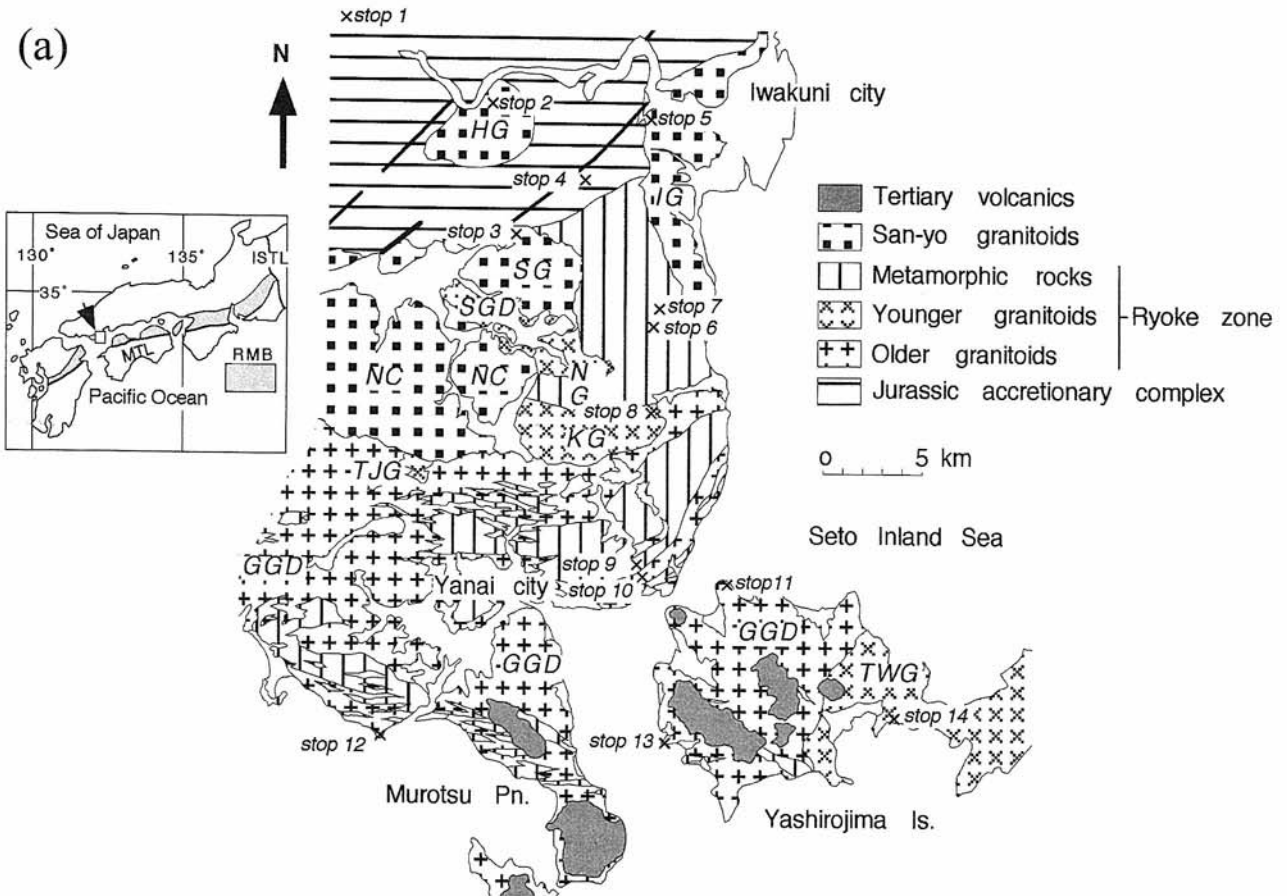 (a)
N
stop 1
Iwakuni city
stop 2
HG
stop 5
stop 4
IG
stop 3
SG
SGD
stop 7
stop 6
NC
NC
N
G
stop 8
KG
TJG
GGD
stop 9
Yanai city
stop 10
stop11
GGD
GGD
TWG
stop 14
stop 12
stop 13
Murotsu Pn.
Yashirojima Is.
Seto Inland Sea
Sea of Japan
130°
135°
ISTL
35°
MTL
RMB
Pacific Ocean
Tertiary volcanics
San-yo granitoids
Metamorphic rocks
Younger granitoids
Ryoke zone
Older granitoids
Jurassic accretionary complex
0 5 km